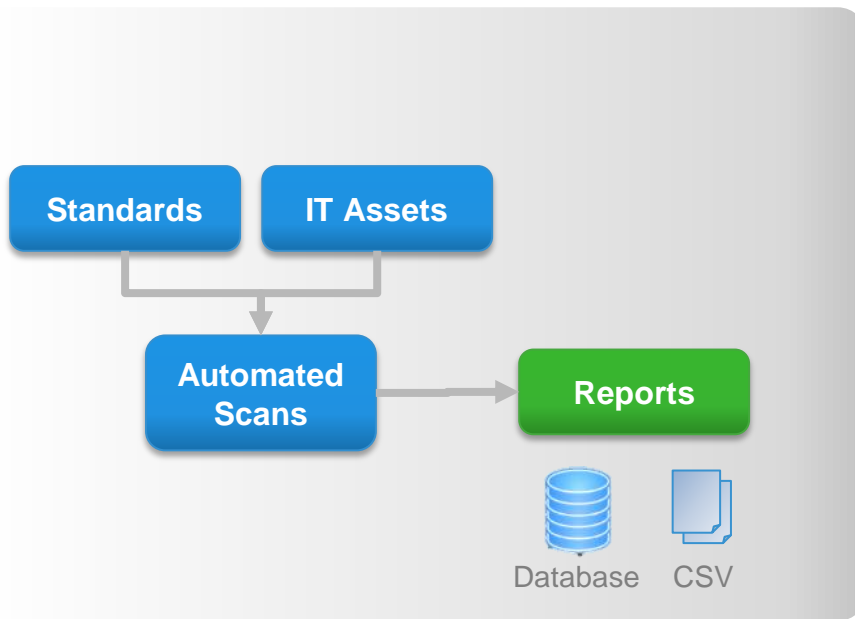 Standards
IT Assets
Automated
Scans
Reports
Database
CSV